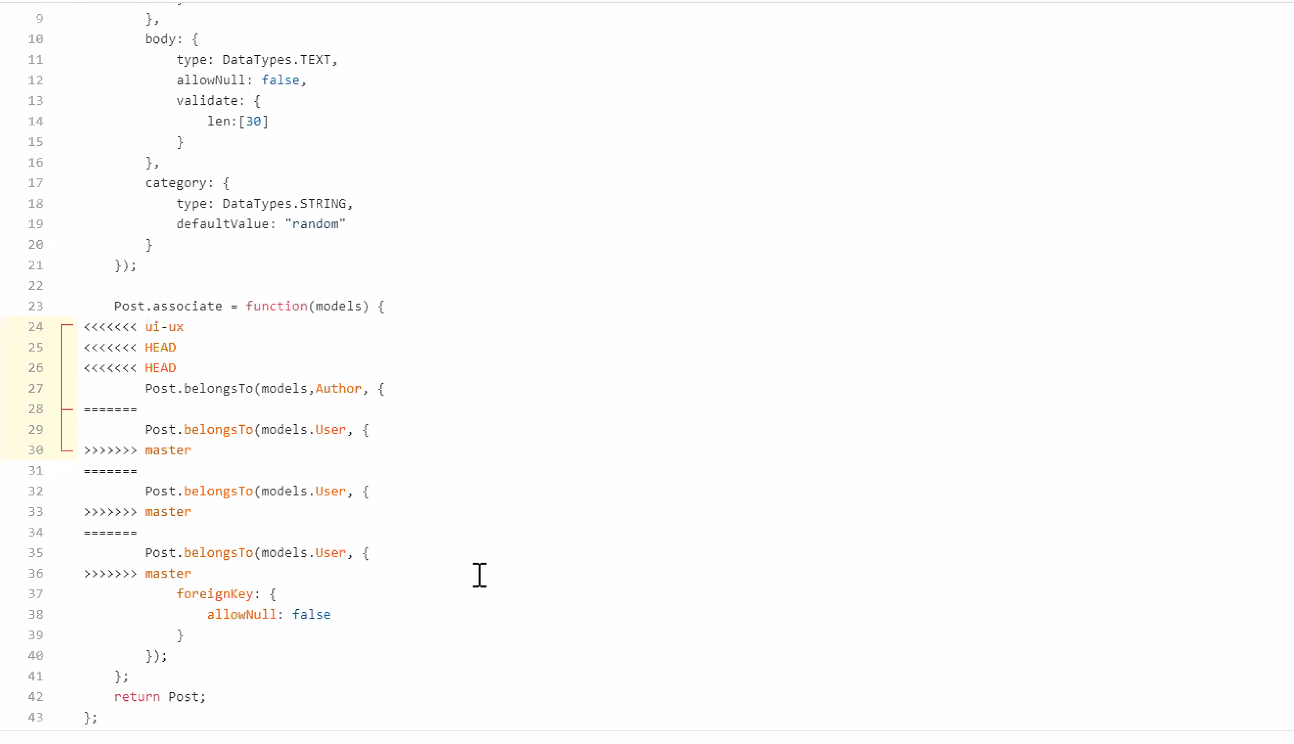 9 },
10 body: {
11 type: DataTypes.TEXT,
12 allowNull: false,
13 validate: {
14 len:[30]
15 }
16 },
17 category: {
18 type: DataTypes.STRING,
19 defaultValue: "random"
20 }
21 });
22
23 Post.associate = function(models) {
24 <<<<<<< ui-ux
25 <<<<<<< HEAD
26 <<<<<<< HEAD
27 Post.belongsTo(models,Author, {
28 =======
29 Post.belongsTo(models.User, {
30 >>>>>>> master
31 =======
32 Post.belongsTo(models.User, {
33 >>>>>>> master
34 =======
35 Post.belongsTo(models.User, {
36 >>>>>>> master
37 foreignKey: {
38 allowNull: false
39 }
40 });
41 };
42 return Post;
43 };